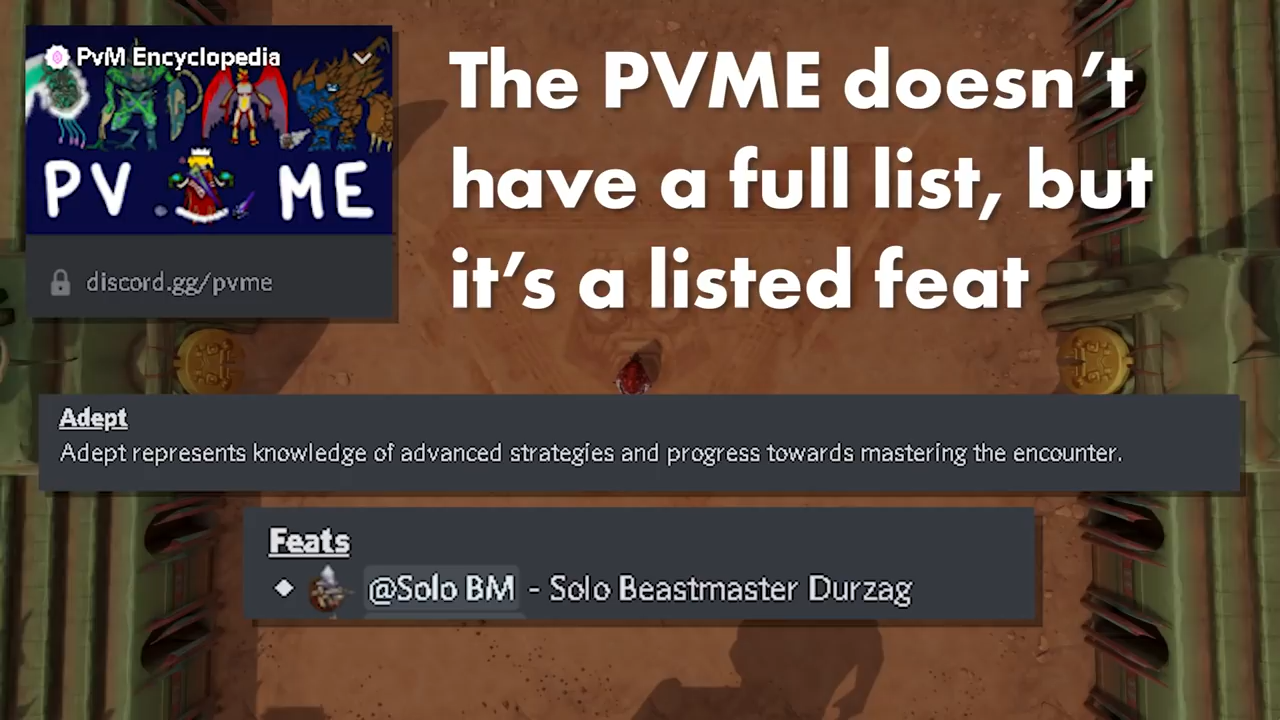 PvM Encyclopedia
PV ME
discord.gg/pvme
The PVME doesn't
have a full list, but
it's a listed feat
Adept
Adept represents knowledge of advanced strategies and progress towards mastering the encounter.
Feats
@Solo BM - Solo Beastmaster Durzag